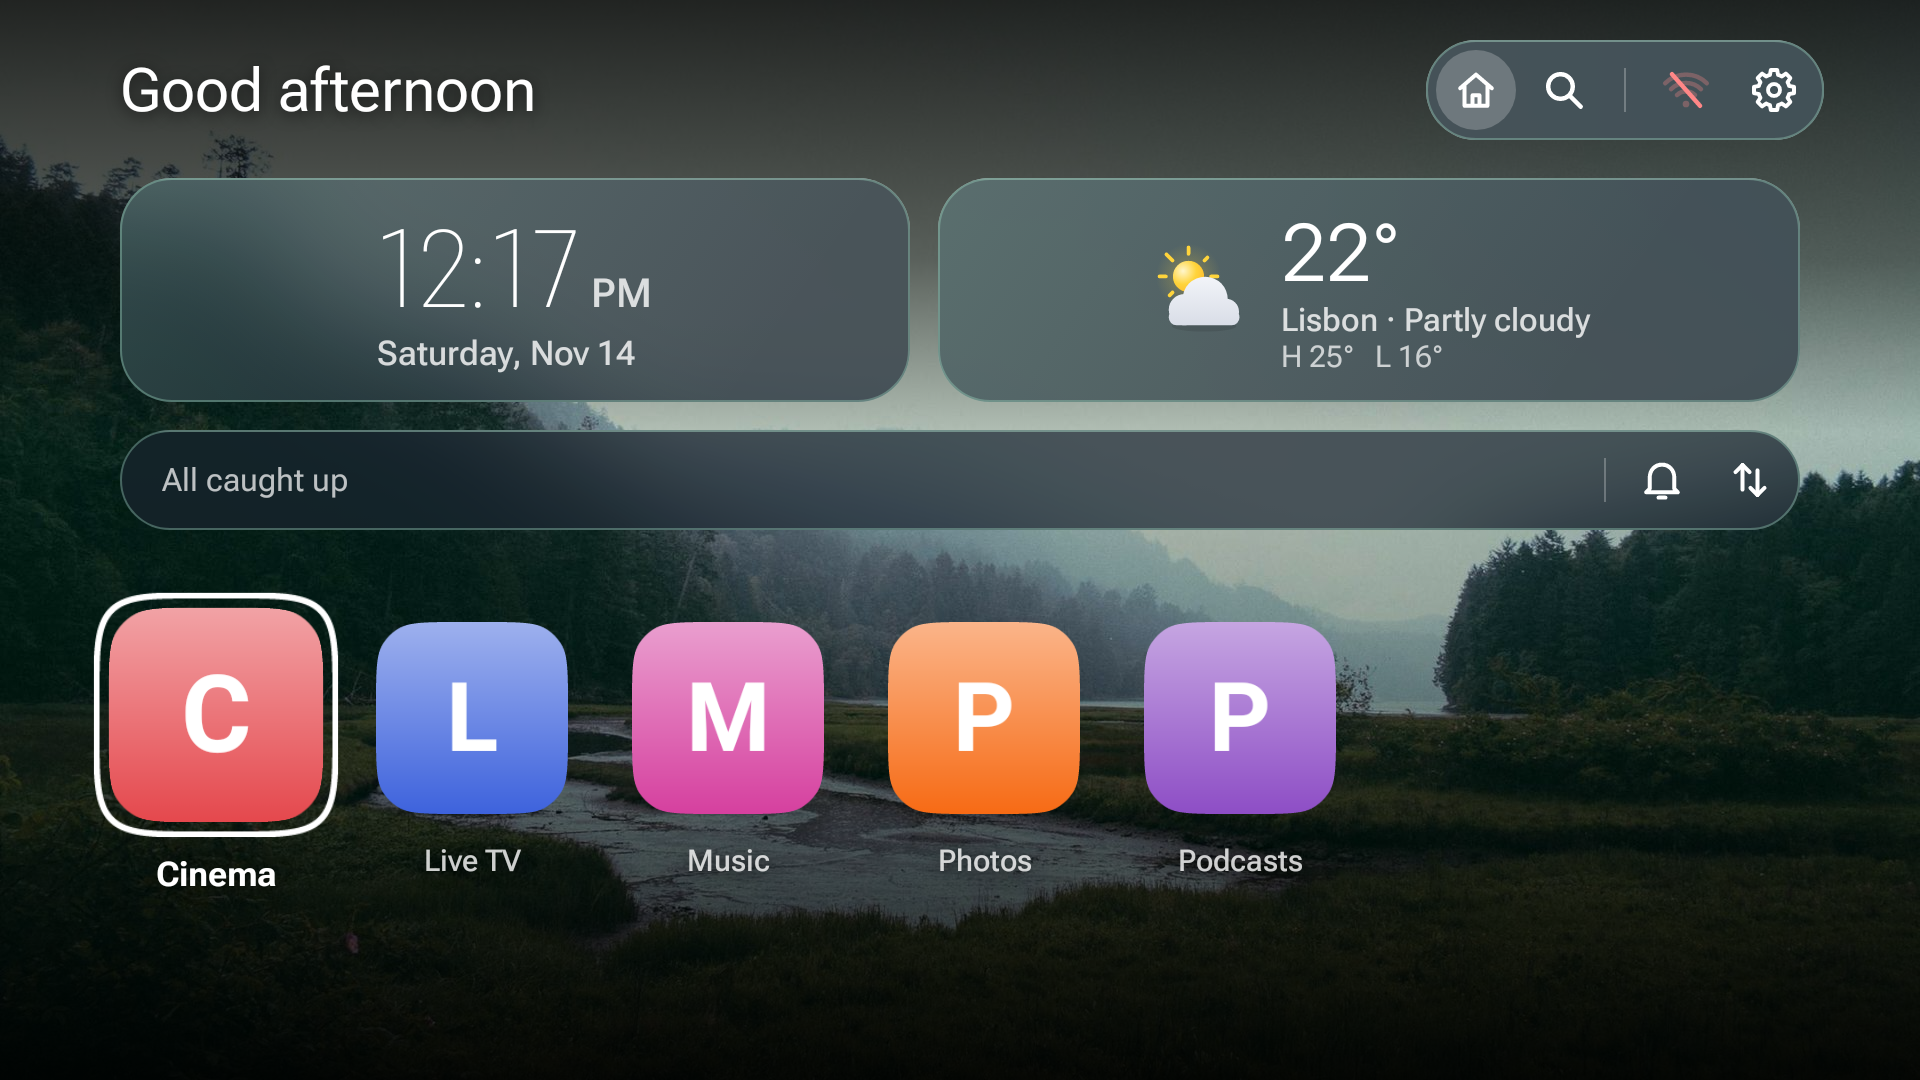 Good afternoon
12:17 PM
Saturday, Nov 14
22°
Lisbon · Partly cloudy
H 25° L 16°
All caught up
C
L
M
P
P
Cinema
Live TV
Music
Photos
Podcasts